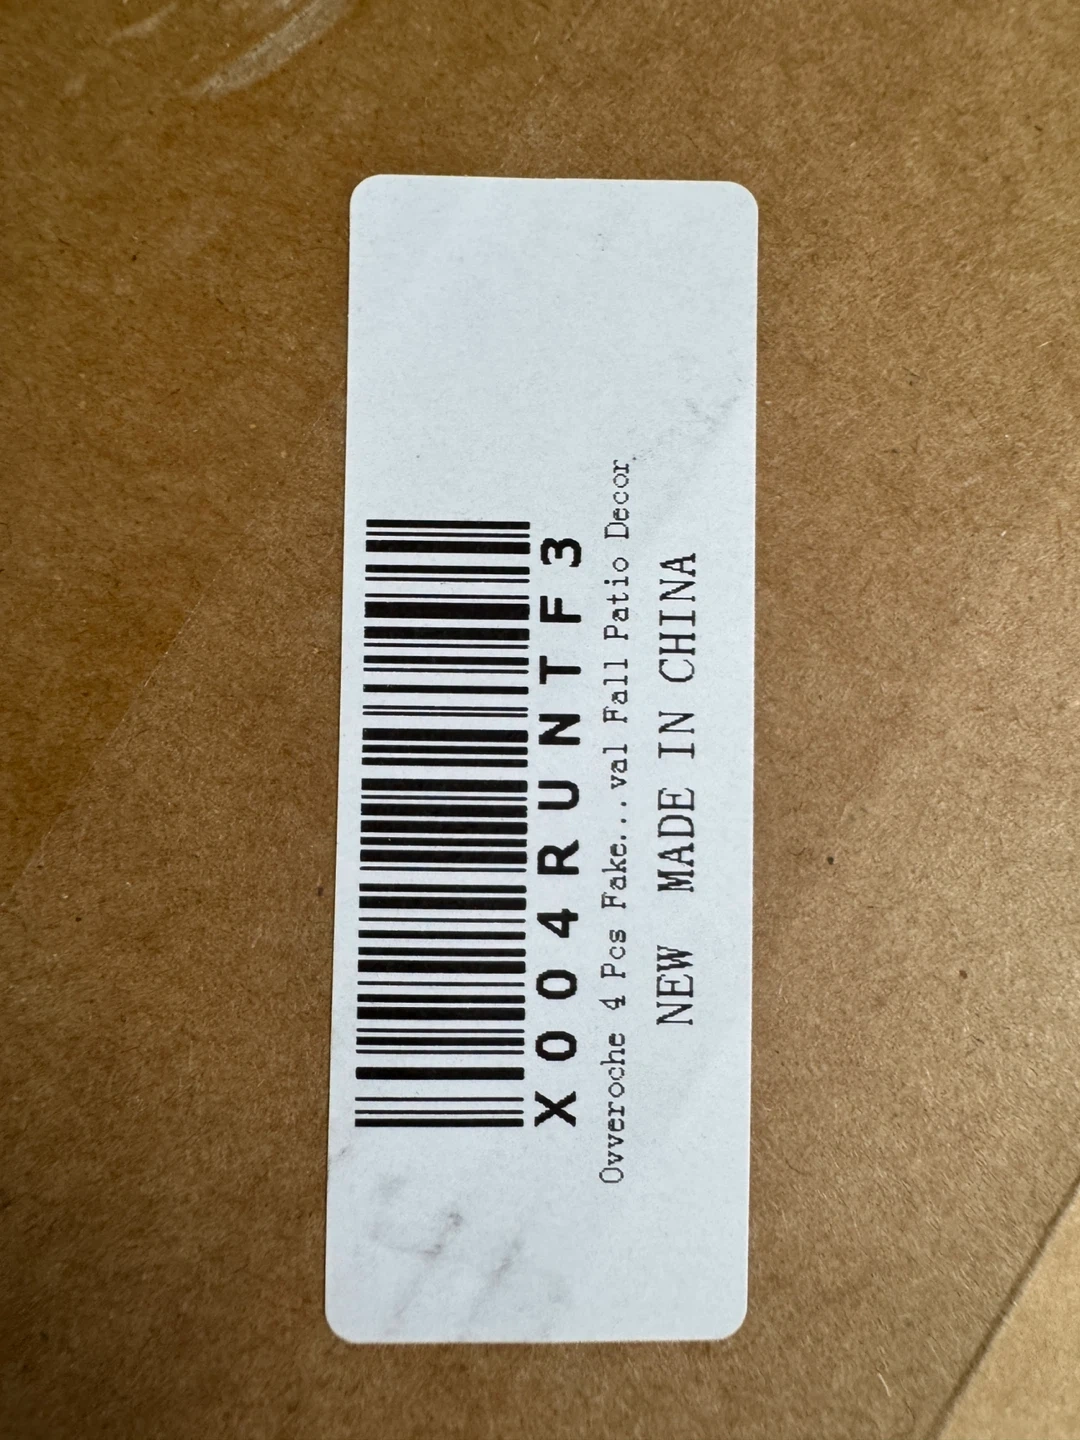 X004RUNTF3
Ovveroche 4 Pcs Fake...val Fall Patio Decor
NEW MADE IN CHINA